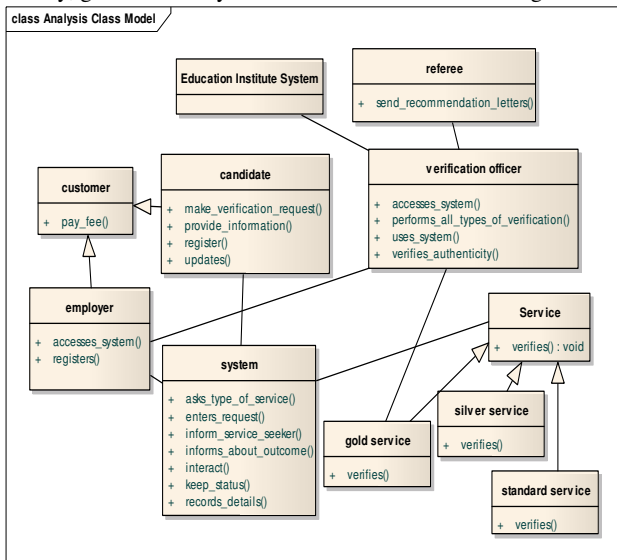 class Analysis Class Model
Education Institute System
referee
+ send_recommendation_letters()
candidate
+ make_verification_request()
+ provide_information()
+ register()
+ updates()
customer
+ pay_fee()
verification officer
+ accesses_system()
+ performs_all_types_of_verification()
+ uses_system()
+ verifies_authenticity()
employer
+ accesses_system()
+ registers()
Service
+ verifies() : void
system
+ asks_type_of_service()
+ enters_request()
+ inform_service_seeker()
+ informs_about_outcome()
+ interact()
+ keep_status()
+ records_details()
gold service
+ verifies()
silver service
+ verifies()
standard service
+ verifies()